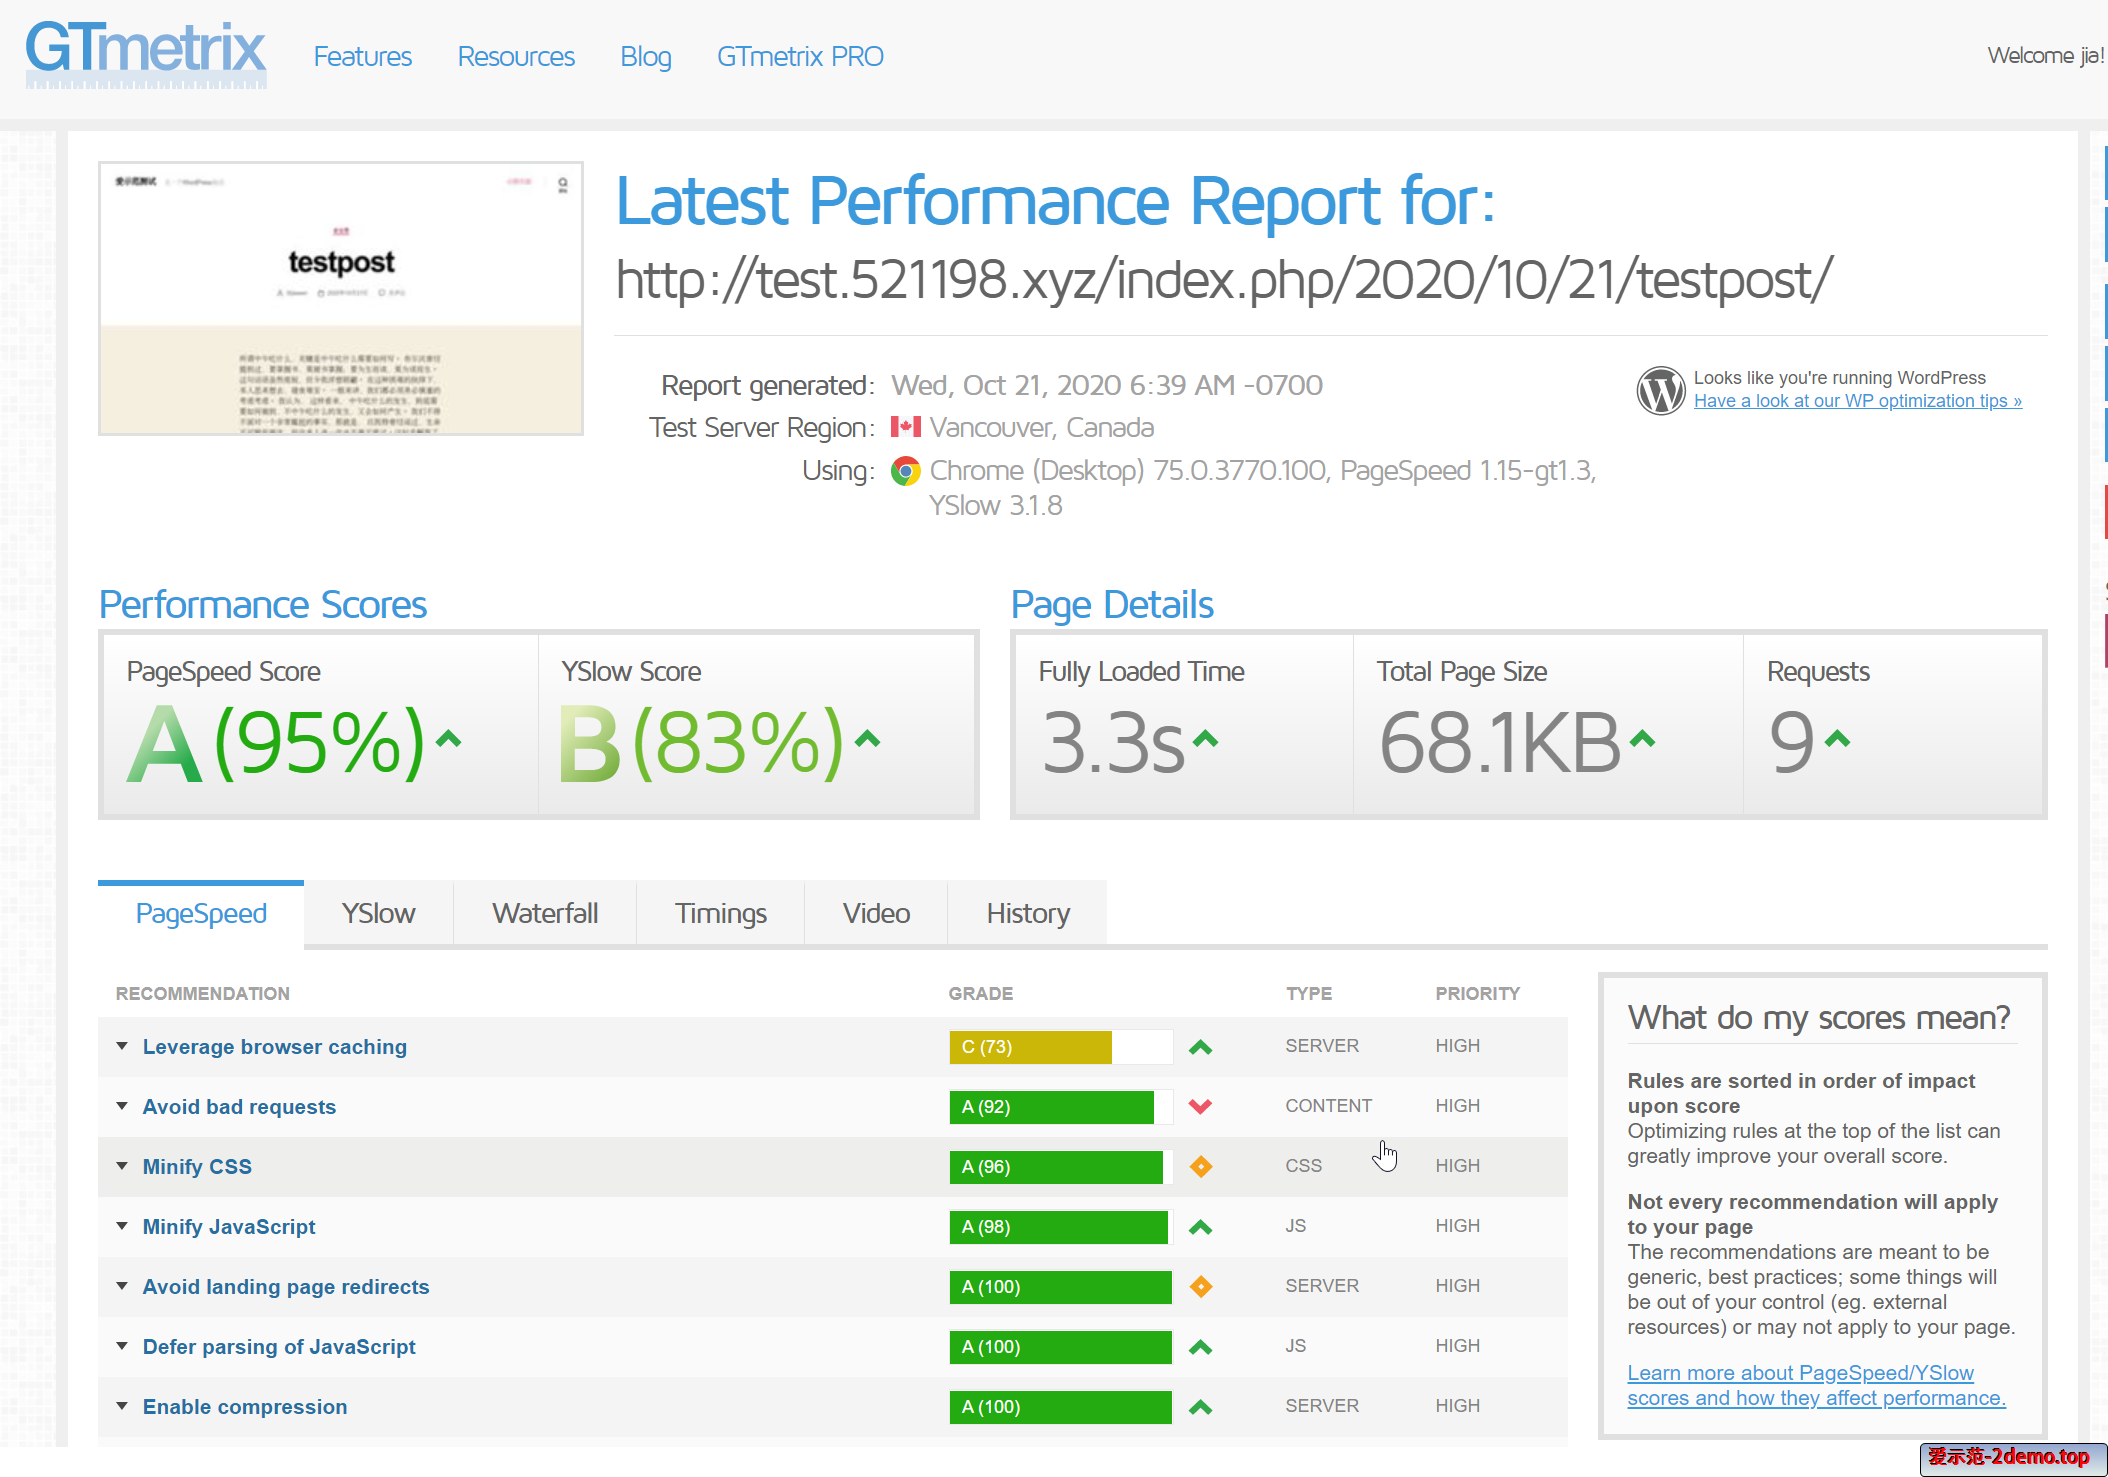 GTmetrix
Features Resources Blog GTmetrix PRO
Welcome jia!
爱示范测试
testpost
Latest Performance Report for:
http://test.521198.xyz/index.php/2020/10/21/testpost/
Report generated: Wed, Oct 21, 2020 6:39 AM -0700
Test Server Region: Vancouver, Canada
Using: Chrome (Desktop) 75.0.3770.100, PageSpeed 1.15-gt1.3,
YSlow 3.1.8
Looks like you're running WordPress
Have a look at our WP optimization tips »
Performance Scores
PageSpeed Score YSlow Score
A (95%) B (83%)
Page Details
Fully Loaded Time Total Page Size Requests
3.3s 68.1KB 9
PageSpeed YSlow Waterfall Timings Video History
RECOMMENDATION GRADE TYPE PRIORITY
Leverage browser caching C (73) SERVER HIGH
Avoid bad requests A (92) CONTENT HIGH
Minify CSS A (96) CSS HIGH
Minify JavaScript A (98) JS HIGH
Avoid landing page redirects A (100) SERVER HIGH
Defer parsing of JavaScript A (100) JS HIGH
Enable compression A (100) SERVER HIGH
What do my scores mean?
Rules are sorted in order of impact
upon score
Optimizing rules at the top of the list can
greatly improve your overall score.
Not every recommendation will apply
to your page
The recommendations are meant to be
generic, best practices; some things will
be out of your control (eg. external
resources) or may not apply to your page.
Learn more about PageSpeed/YSlow
scores and how they affect performance.
爱示范-2demo.top